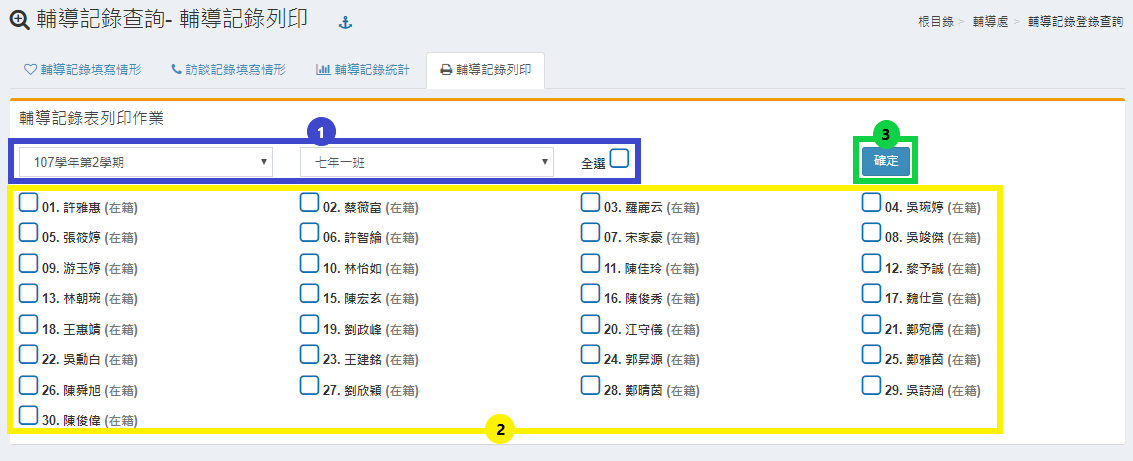 輔導記錄查詢- 輔導記錄列印
根目錄 > 輔導處 > 輔導記錄登錄查詢
輔導記錄填寫情形 訪談記錄填寫情形 輔導記錄統計 輔導記錄列印
輔導記錄表列印作業
1 3
107學年第2學期 七年一班 全選 確定
01. 許雅惠 (在籍) 02. 蔡薇富 (在籍) 03. 羅麗云 (在籍) 04. 吳琬婷 (在籍)
05. 張筱婷 (在籍) 06. 許智綸 (在籍) 07. 宋家豪 (在籍) 08. 吳竣傑 (在籍)
09. 游玉婷 (在籍) 10. 林怡如 (在籍) 11. 陳佳玲 (在籍) 12. 黎予誠 (在籍)
13. 林朝琬 (在籍) 15. 陳宏玄 (在籍) 16. 陳俊秀 (在籍) 17. 魏仕宣 (在籍)
18. 王惠婧 (在籍) 19. 劉政峰 (在籍) 20. 江守儀 (在籍) 21. 鄭宛儒 (在籍)
22. 吳勳白 (在籍) 23. 王建銘 (在籍) 24. 郭昇源 (在籍) 25. 鄭雅茵 (在籍)
26. 陳舜旭 (在籍) 27. 劉欣穎 (在籍) 28. 鄭晴茵 (在籍) 29. 吳詩涵 (在籍)
30. 陳俊偉 (在籍)
2